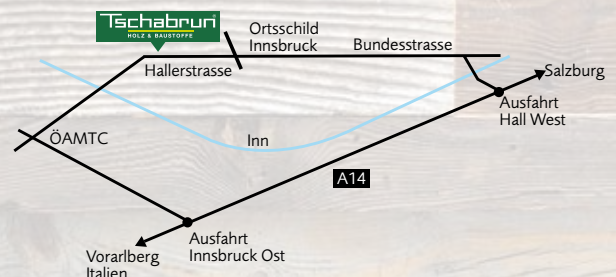 Tschabrun
HOLZ & BAUSTOFFE
Ortsschild
Innsbruck
Bundesstrasse
Hallerstrasse
Salzburg
Ausfahrt
Hall West
ÖAMTC
Inn
A14
Ausfahrt
Innsbruck Ost
Vorarlberg
Italien